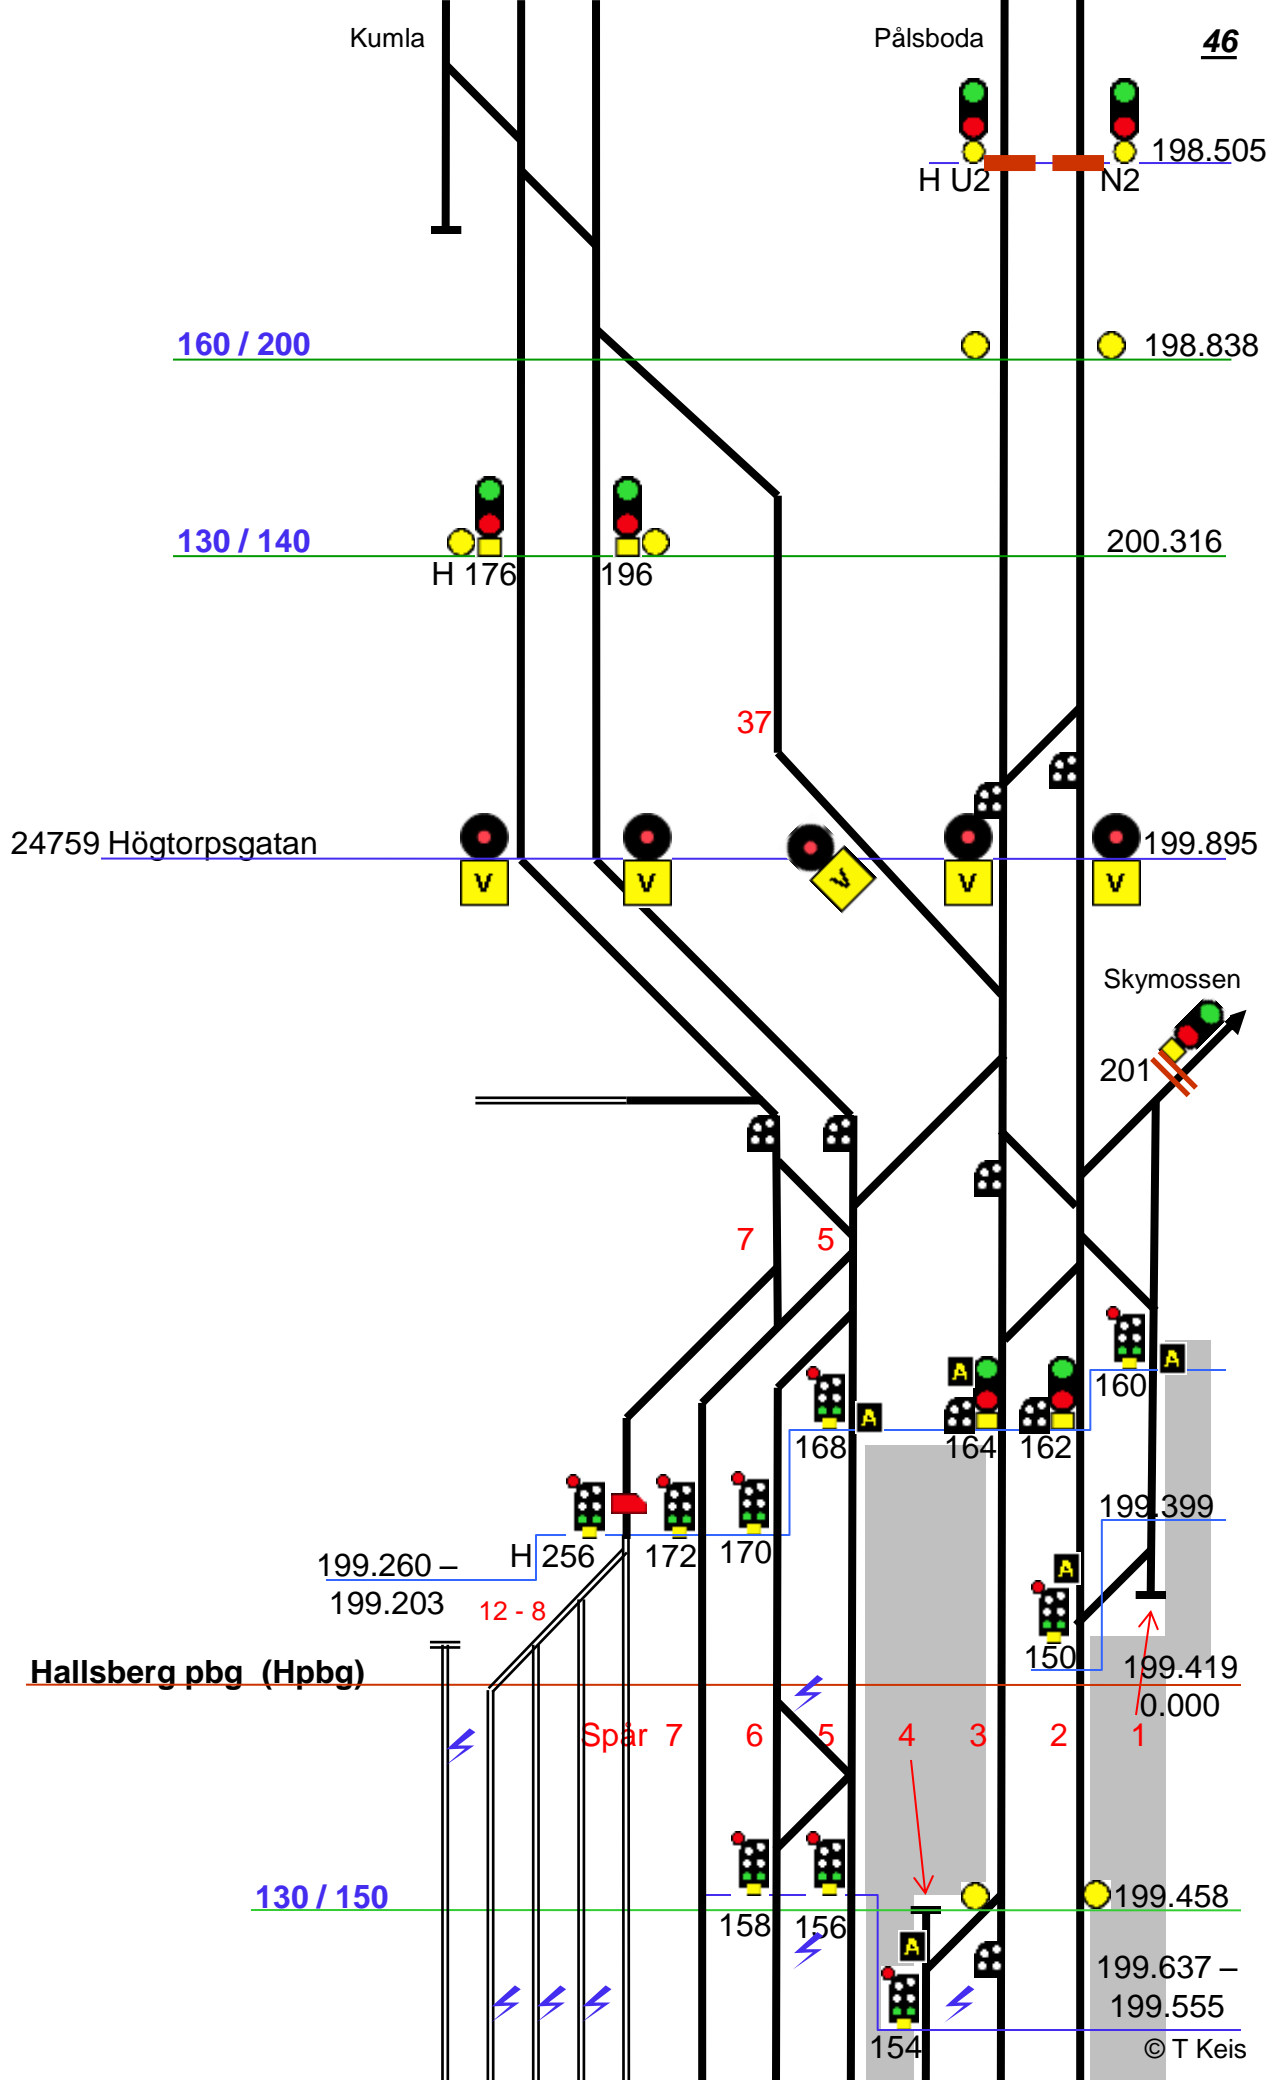 Kumla
Pålsboda
46
198.505
H U2
N2
160 / 200
198.838
130 / 140
200.316
H 176
196
37
24759 Högtorpsgatan
199.895
V
V
V
V
V
Skymossen
201
7
5
160
A
A
A
168
164
162
199.399
H 256
172
170
199.260 –
199.203
12 - 8
A
150
Hallsberg pbg (Hpbg)
199.419
0.000
Spår 7
6
5
4
3
2
1
130 / 150
199.458
158
156
A
199.637 –
199.555
154
© T Keis